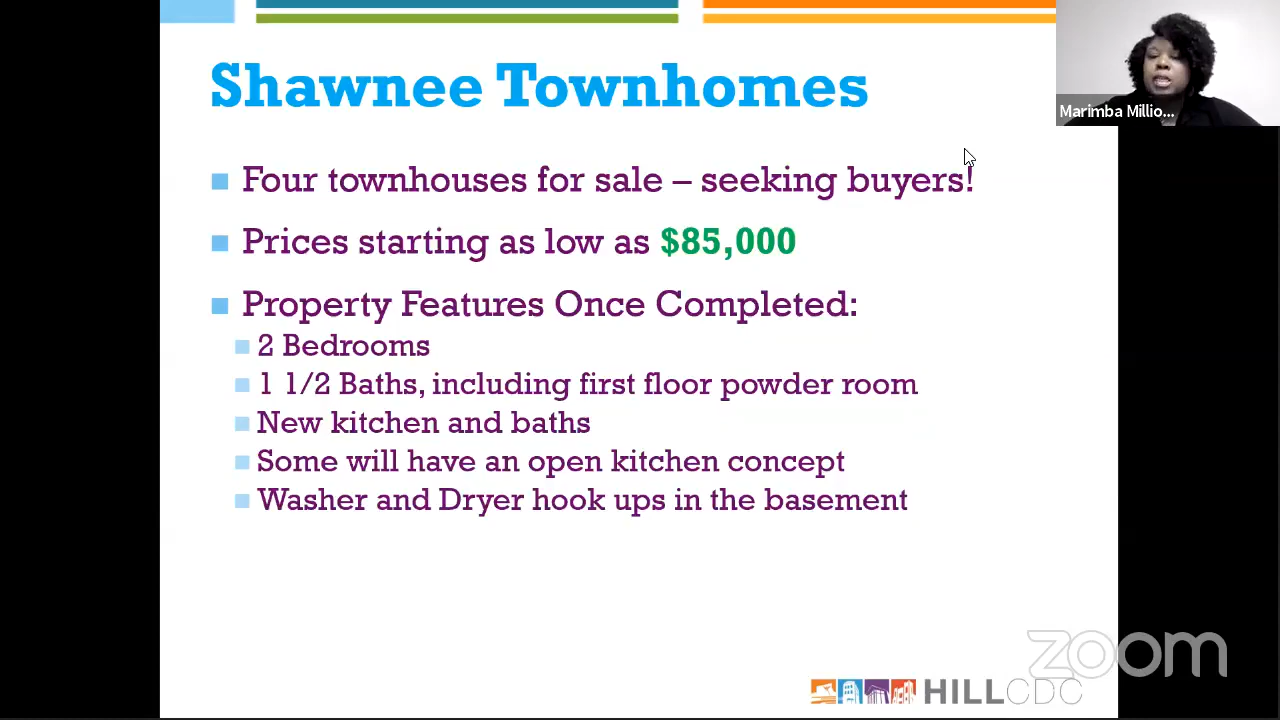 Shawnee Townhomes
Marimba Millio...
Four townhouses for sale – seeking buyers!
Prices starting as low as $85,000
Property Features Once Completed:
2 Bedrooms
1 1/2 Baths, including first floor powder room
New kitchen and baths
Some will have an open kitchen concept
Washer and Dryer hook ups in the basement
zoom
HILLCDC